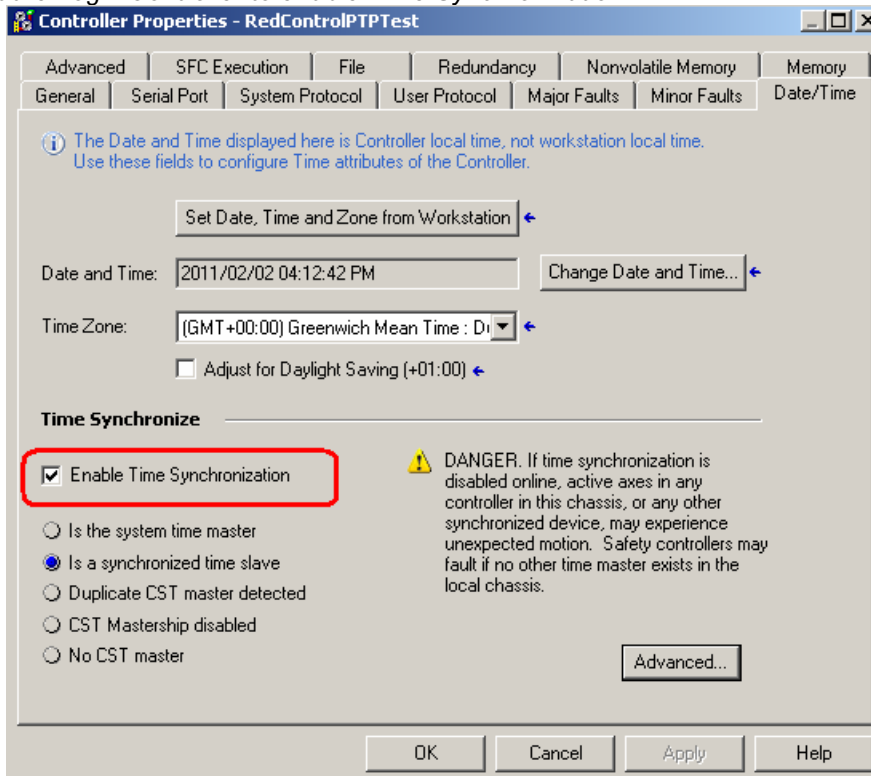 Controller Properties - RedControlPTPTest
Advanced SFC Execution File Redundancy Nonvolatile Memory Memory
General Serial Port System Protocol User Protocol Major Faults Minor Faults Date/Time
The Date and Time displayed here is Controller local time, not workstation local time.
Use these fields to configure Time attributes of the Controller.
Set Date, Time and Zone from Workstation
Date and Time: 2011/02/02 04:12:42 PM Change Date and Time...
Time Zone: (GMT+00:00) Greenwich Mean Time : D
Adjust for Daylight Saving (+01:00)
Time Synchronize
Enable Time Synchronization
Is the system time master
Is a synchronized time slave
Duplicate CST master detected
CST Mastership disabled
No CST master
DANGER. If time synchronization is
disabled online, active axes in any
controller in this chassis, or any other
synchronized device, may experience
unexpected motion. Safety controllers may
fault if no other time master exists in the
local chassis.
Advanced...
OK Cancel Apply Help